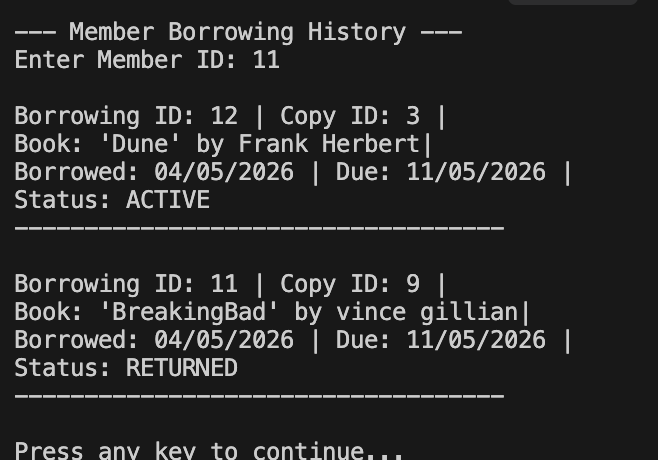 --- Member Borrowing History ---
Enter Member ID: 11
Borrowing ID: 12 | Copy ID: 3 |
Book: 'Dune' by Frank Herbert|
Borrowed: 04/05/2026 | Due: 11/05/2026 |
Status: ACTIVE
-----------------------------------
Borrowing ID: 11 | Copy ID: 9 |
Book: 'BreakingBad' by vince gillian|
Borrowed: 04/05/2026 | Due: 11/05/2026 |
Status: RETURNED
-----------------------------------
Press any key to continue...